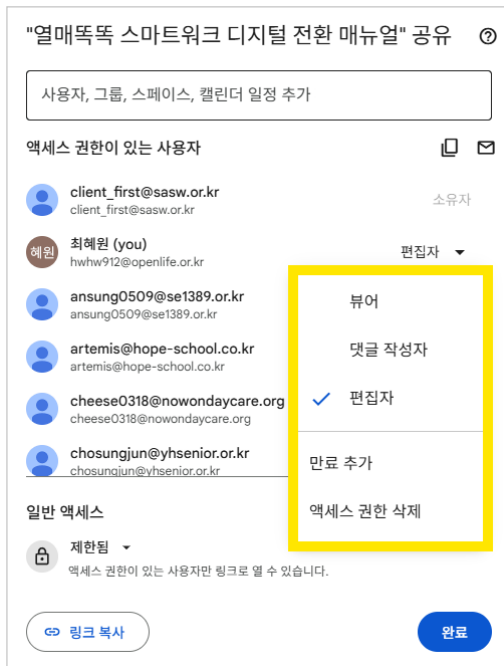 "열매똑똑 스마트워크 디지털 전환 매뉴얼" 공유
사용자, 그룹, 스페이스, 캘린더 일정 추가
액세스 권한이 있는 사용자
client_first@sasw.or.kr
client_first@sasw.or.kr
소유자
혜원
최혜원 (you)
hwhw912@openlife.or.kr
편집자
ansung0509@se1389.or.kr
ansung0509@se1389.or.kr
뷰어
artemis@hope-school.co.kr
artemis@hope-school.co.kr
댓글 작성자
cheese0318@nowondaycare.org
cheese0318@nowondaycare.org
편집자
chosungjun@yhsenior.or.kr
chosungjun@yhsenior.or.kr
만료 추가
액세스 권한 삭제
일반 액세스
제한됨
액세스 권한이 있는 사용자만 링크로 열 수 있습니다.
링크 복사
완료